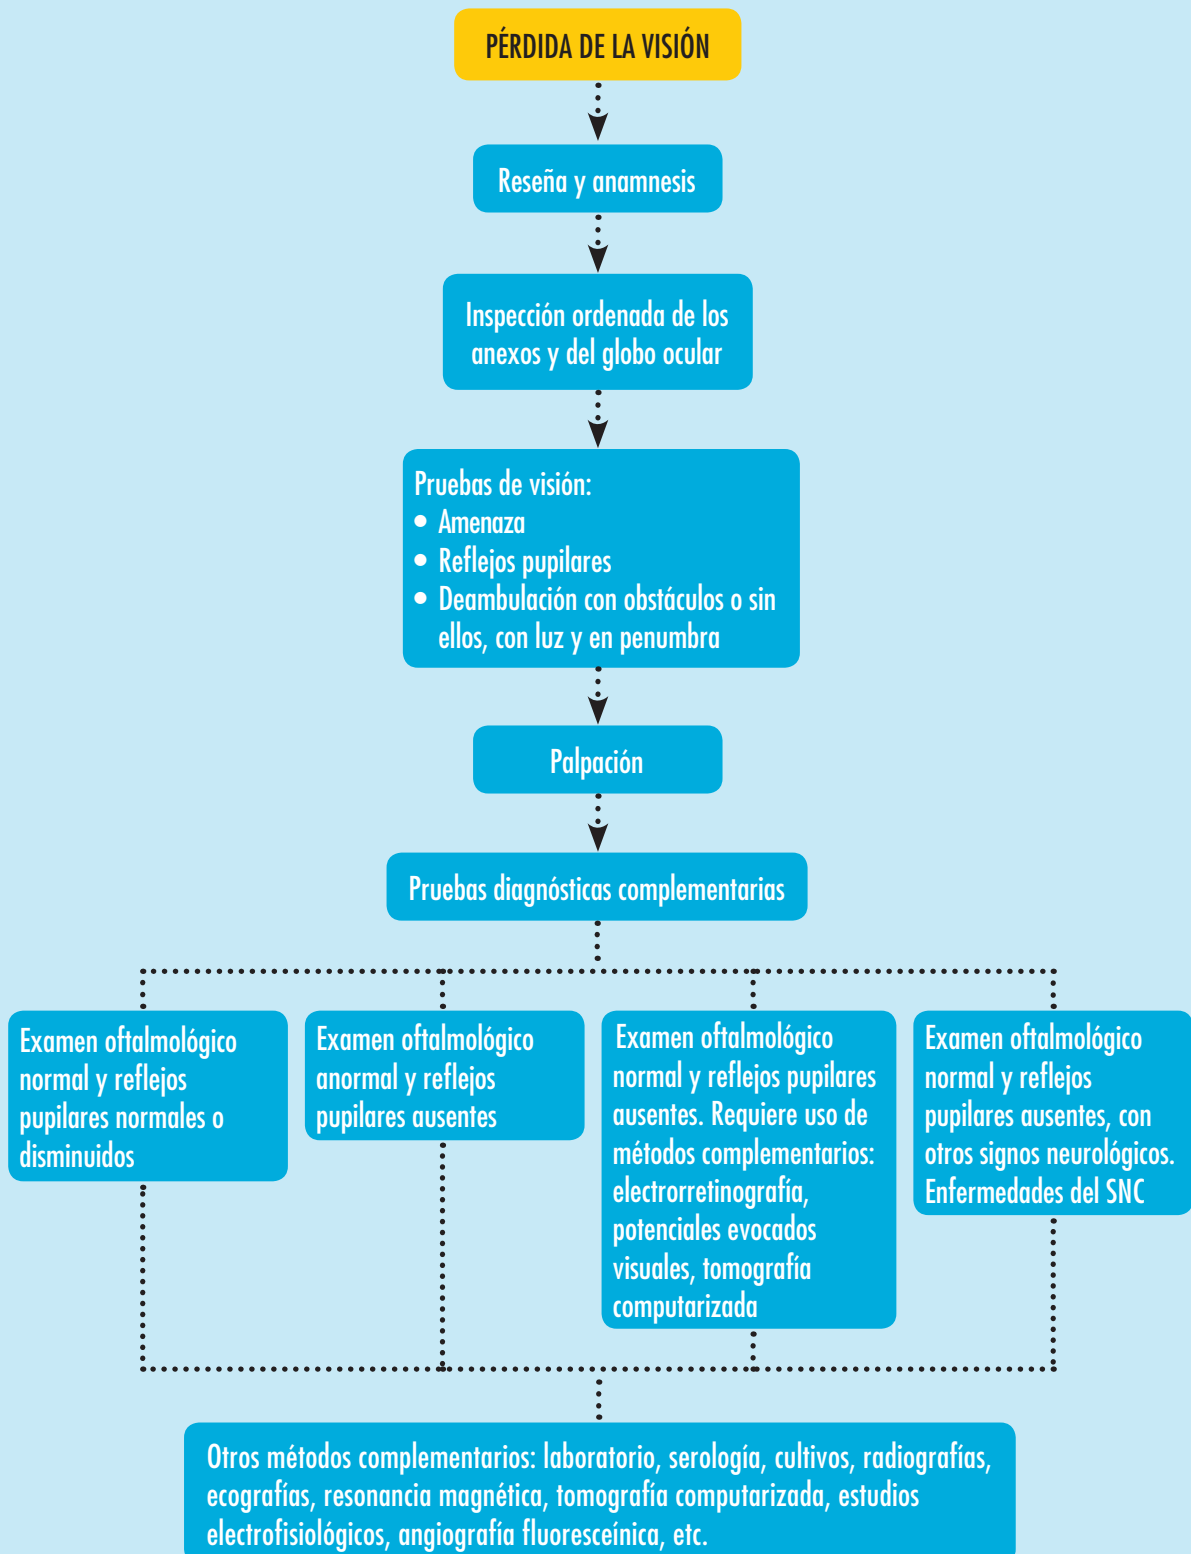 PÉRDIDA DE LA VISIÓN
Reseña y anamnesis
Inspección ordenada de los
anexos y del globo ocular
Pruebas de visión:
• Amenaza
• Reflejos pupilares
• Deambulación con obstáculos o sin
ellos, con luz y en penumbra
Palpación
Pruebas diagnósticas complementarias
Examen oftalmológico
normal y reflejos
pupilares normales o
disminuidos
Examen oftalmológico
anormal y reflejos
pupilares ausentes
Examen oftalmológico
normal y reflejos pupilares
ausentes. Requiere uso de
métodos complementarios:
electrorretinografía,
potenciales evocados
visuales, tomografía
computarizada
Examen oftalmológico
normal y reflejos
pupilares ausentes, con
otros signos neurológicos.
Enfermedades del SNC
Otros métodos complementarios: laboratorio, serología, cultivos, radiografías,
ecografías, resonancia magnética, tomografía computarizada, estudios
electrofisiológicos, angiografía fluoresceínica, etc.